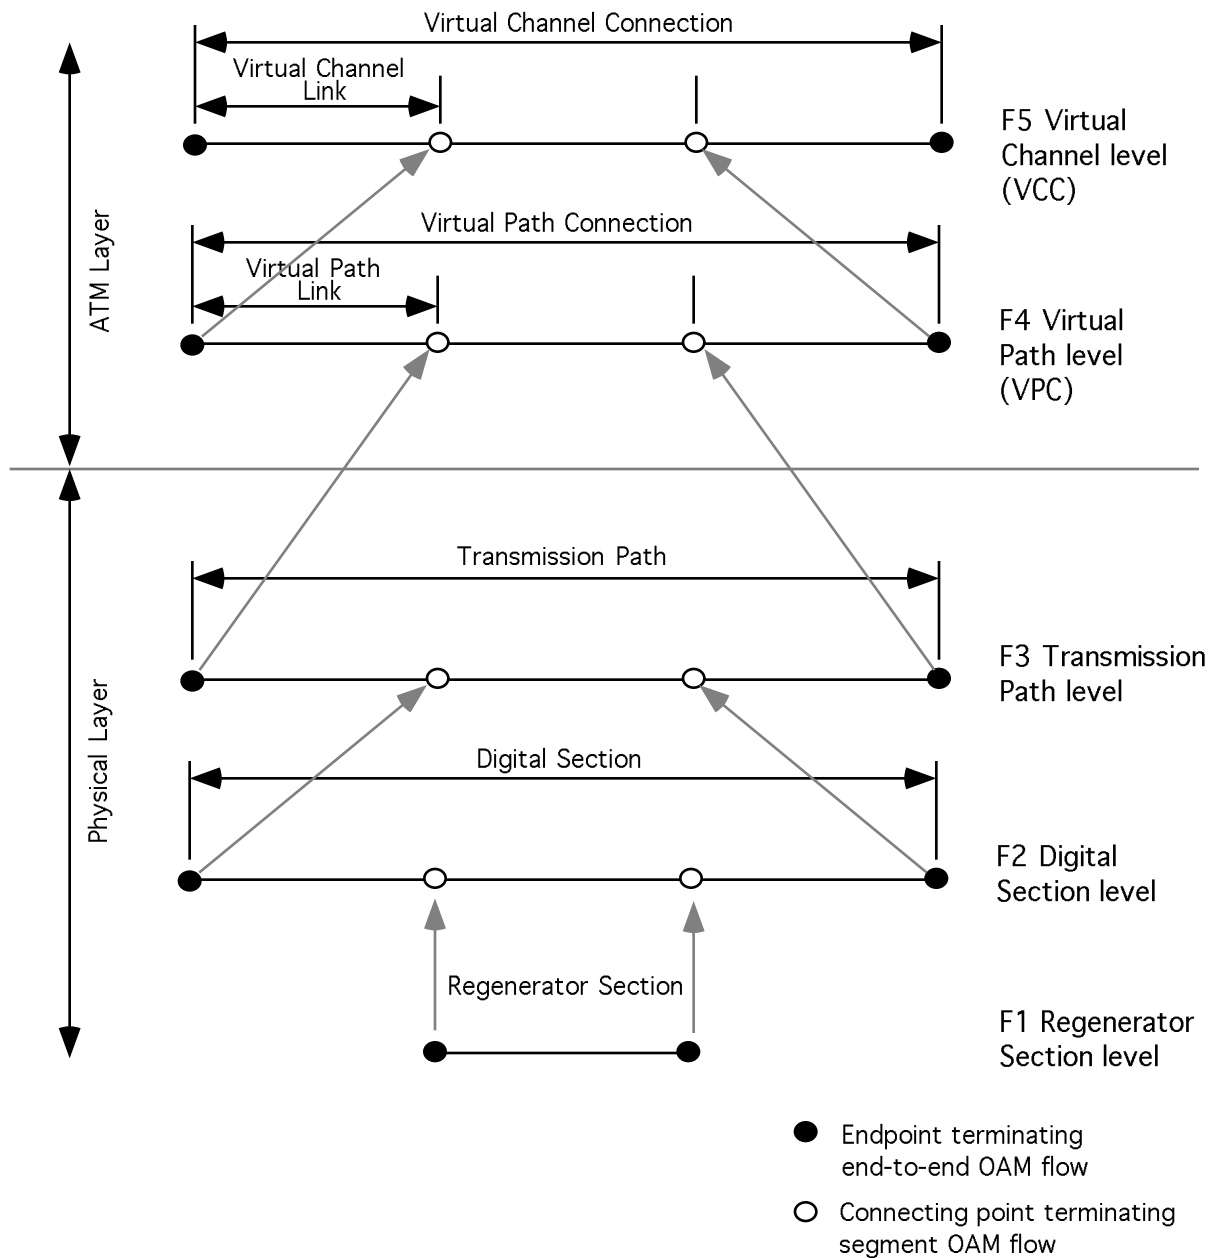 Virtual Channel Connection
Virtual Channel
Link
F5 Virtual
Channel level
(VCC)
ATM Layer
Virtual Path Connection
Virtual Path
Link
F4 Virtual
Path level
(VPC)
Transmission Path
F3 Transmission
Path level
Physical Layer
Digital Section
F2 Digital
Section level
Regenerator Section
F1 Regenerator
Section level
Endpoint terminating
end-to-end OAM flow
Connecting point terminating
segment OAM flow